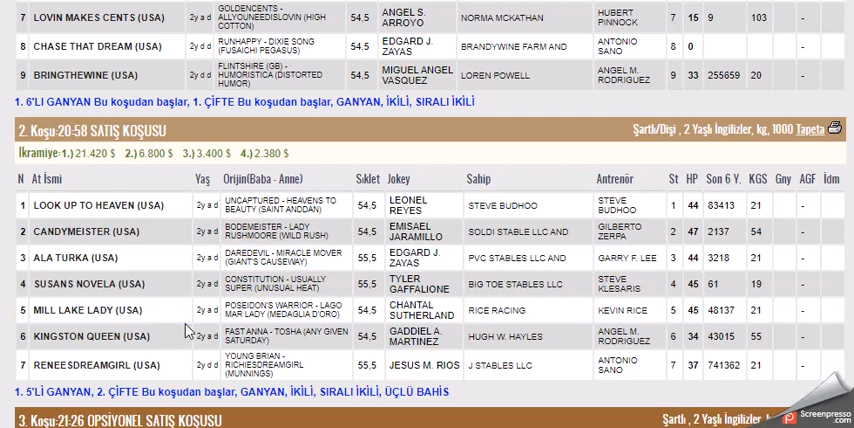 7 LOVIN MAKES CENTS (USA) 2y a d GOLDENCENTS - ALLYOUNEEDISLOVIN (HIGH COTTON) 54,5 ANGEL S. ARROYO NORMA MCKATHAN HUBERT PINNOCK 7 15 9 103 -
8 CHASE THAT DREAM (USA) 2y d d RUNHAPPY - DIXIE SONG (FUSAICHI PEGASUS) 54,5 EDGARD J. ZAYAS BRANDYWINE FARM AND ANTONIO SANO 8 0 -
9 BRINGTHEWINE (USA) 2y d d FLINTSHIRE (GB) - HUMORISTICA (DISTORTED HUMOR) 54,5 MIGUEL ANGEL VASQUEZ LOREN POWELL ANGEL M. RODRIGUEZ 9 33 255659 20 -
1. 6'LI GANYAN Bu koşudan başlar, 1. ÇİFTE Bu koşudan başlar, GANYAN, İKİLİ, SIRALI İKİLİ
2. Koşu:20:58 SATIŞ KOŞUSU Şartlı/Dişi , 2 Yaşlı İngilizler, kg, 1000 Tapeta
İkramiye:1.) 21.420 $ 2.) 6.800 $ 3.) 3.400 $ 4.) 2.380 $
N At İsmi Yaş Orijin(Baba - Anne) Sıklet Jokey Sahip Antrenör St HP Son 6 Y. KGS Gny AGF İdm
1 LOOK UP TO HEAVEN (USA) 2y a d UNCAPTURED - HEAVENS TO BEAUTY (SAINT ANDDAN) 54,5 LEONEL REYES STEVE BUDHOO STEVE BUDHOO 1 44 83413 21 -
2 CANDYMEISTER (USA) 2y a d BODEMEISTER - LADY RUSHMOORE (WILD RUSH) 54,5 EMISAEL JARAMILLO SOLDI STABLE LLC AND GILBERTO ZERPA 2 47 2137 54 -
3 ALA TURKA (USA) 2y a d DAREDEVIL - MIRACLE MOVER (GIANT'S CAUSEWAY) 55,5 EDGARD J. ZAYAS PVC STABLES LLC AND GARRY F. LEE 3 44 3218 21 -
4 SUSANS NOVELA (USA) 2y a d CONSTITUTION - USUALLY SUPER (UNUSUAL HEAT) 55,5 TYLER GAFFALIONE BIG TOE STABLES LLC STEVE KLESARIS 4 45 61 19 -
5 MILL LAKE LADY (USA) 2y a d POSEIDON'S WARRIOR - LAGO MAR LADY (MEDAGLIA D'ORO) 54,5 CHANTAL SUTHERLAND RICE RACING KEVIN RICE 5 45 48137 21 -
6 KINGSTON QUEEN (USA) 2y a d FAST ANNA - TOSHA (ANY GIVEN SATURDAY) 54,5 GADDIEL A. MARTINEZ HUGH W. HAYLES ANGEL M. RODRIGUEZ 6 34 43015 55 -
7 RENEESDREAMGIRL (USA) 2y d d YOUNG BRIAN - RICHIESDREAMGIRL (MUNNINGS) 55,5 JESUS M. RIOS J STABLES LLC ANTONIO SANO 7 37 741362 21 -
1. 5'Lİ GANYAN, 2. ÇİFTE Bu koşudan başlar, GANYAN, İKİLİ, SIRALI İKİLİ, ÜÇLÜ BAHİS
3. Koşu:21:26 OPSİYONEL SATIŞ KOŞUSU Şartlı , 2 Yaşlı İngilizler,
Screenpresso.com